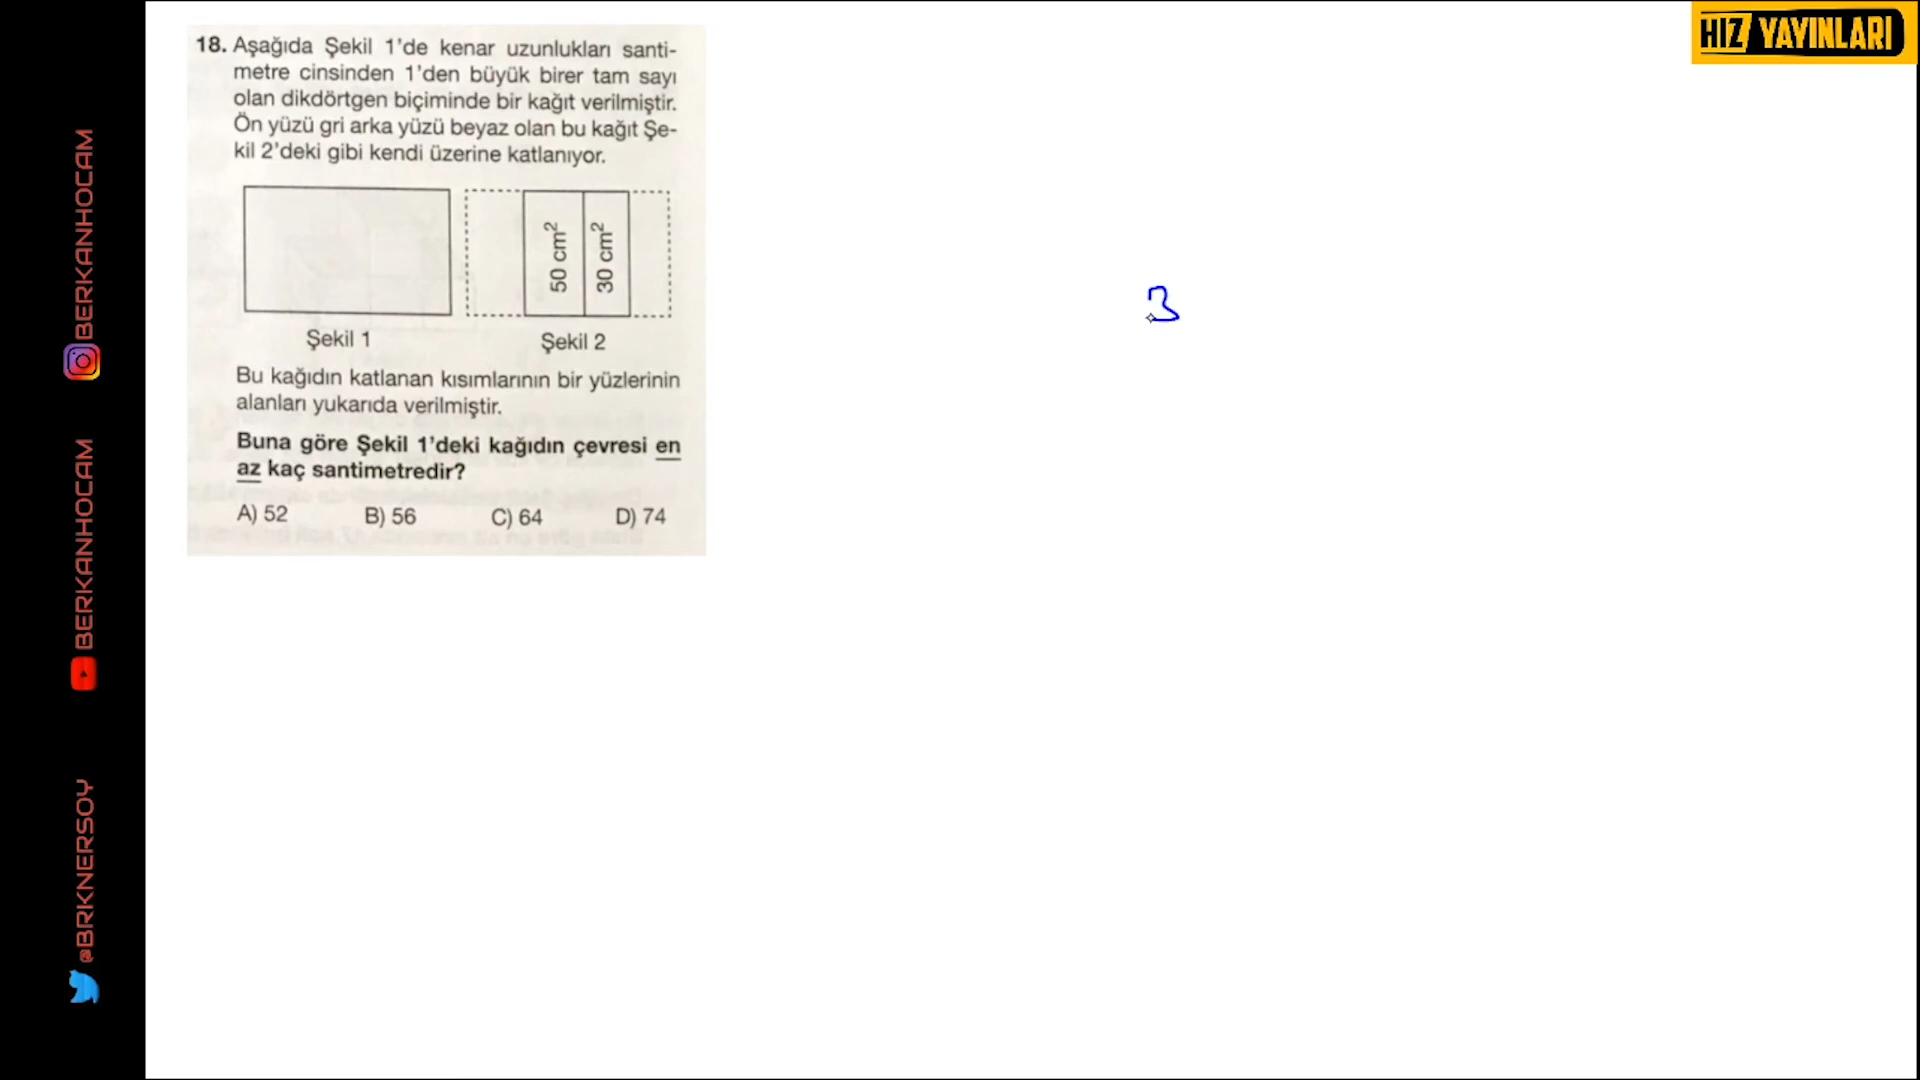 HIZ YAYINLARI
18. Aşağıda Şekil 1'de kenar uzunlukları santi-
metre cinsinden 1'den büyük birer tam sayı
olan dikdörtgen biçiminde bir kağıt verilmiştir.
Ön yüzü gri arka yüzü beyaz olan bu kağıt Şe-
kil 2'deki gibi kendi üzerine katlanıyor.
50 cm²
30 cm²
Şekil 1
Şekil 2
Bu kağıdın katlanan kısımlarının bir yüzlerinin
alanları yukarıda verilmiştir.
Buna göre Şekil 1'deki kağıdın çevresi en
az kaç santimetredir?
A) 52 B) 56 C) 64 D) 74
3
BERKANHOCAM
BERKANHOCAM
@BRKNERSOY